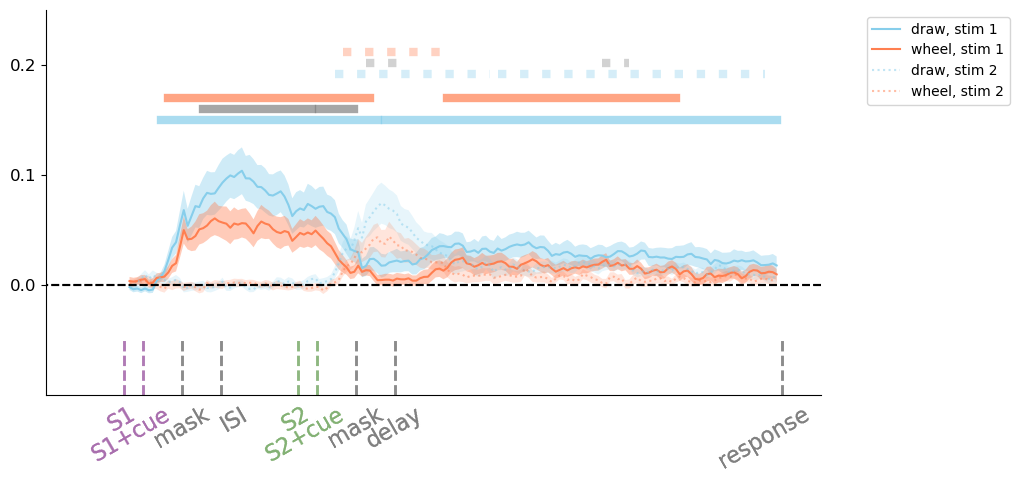 draw, stim 1
wheel, stim 1
draw, stim 2
wheel, stim 2
0.2
0.1
0.0
S1
S1+cue
mask
ISI
S2
S2+cue
mask
delay
response